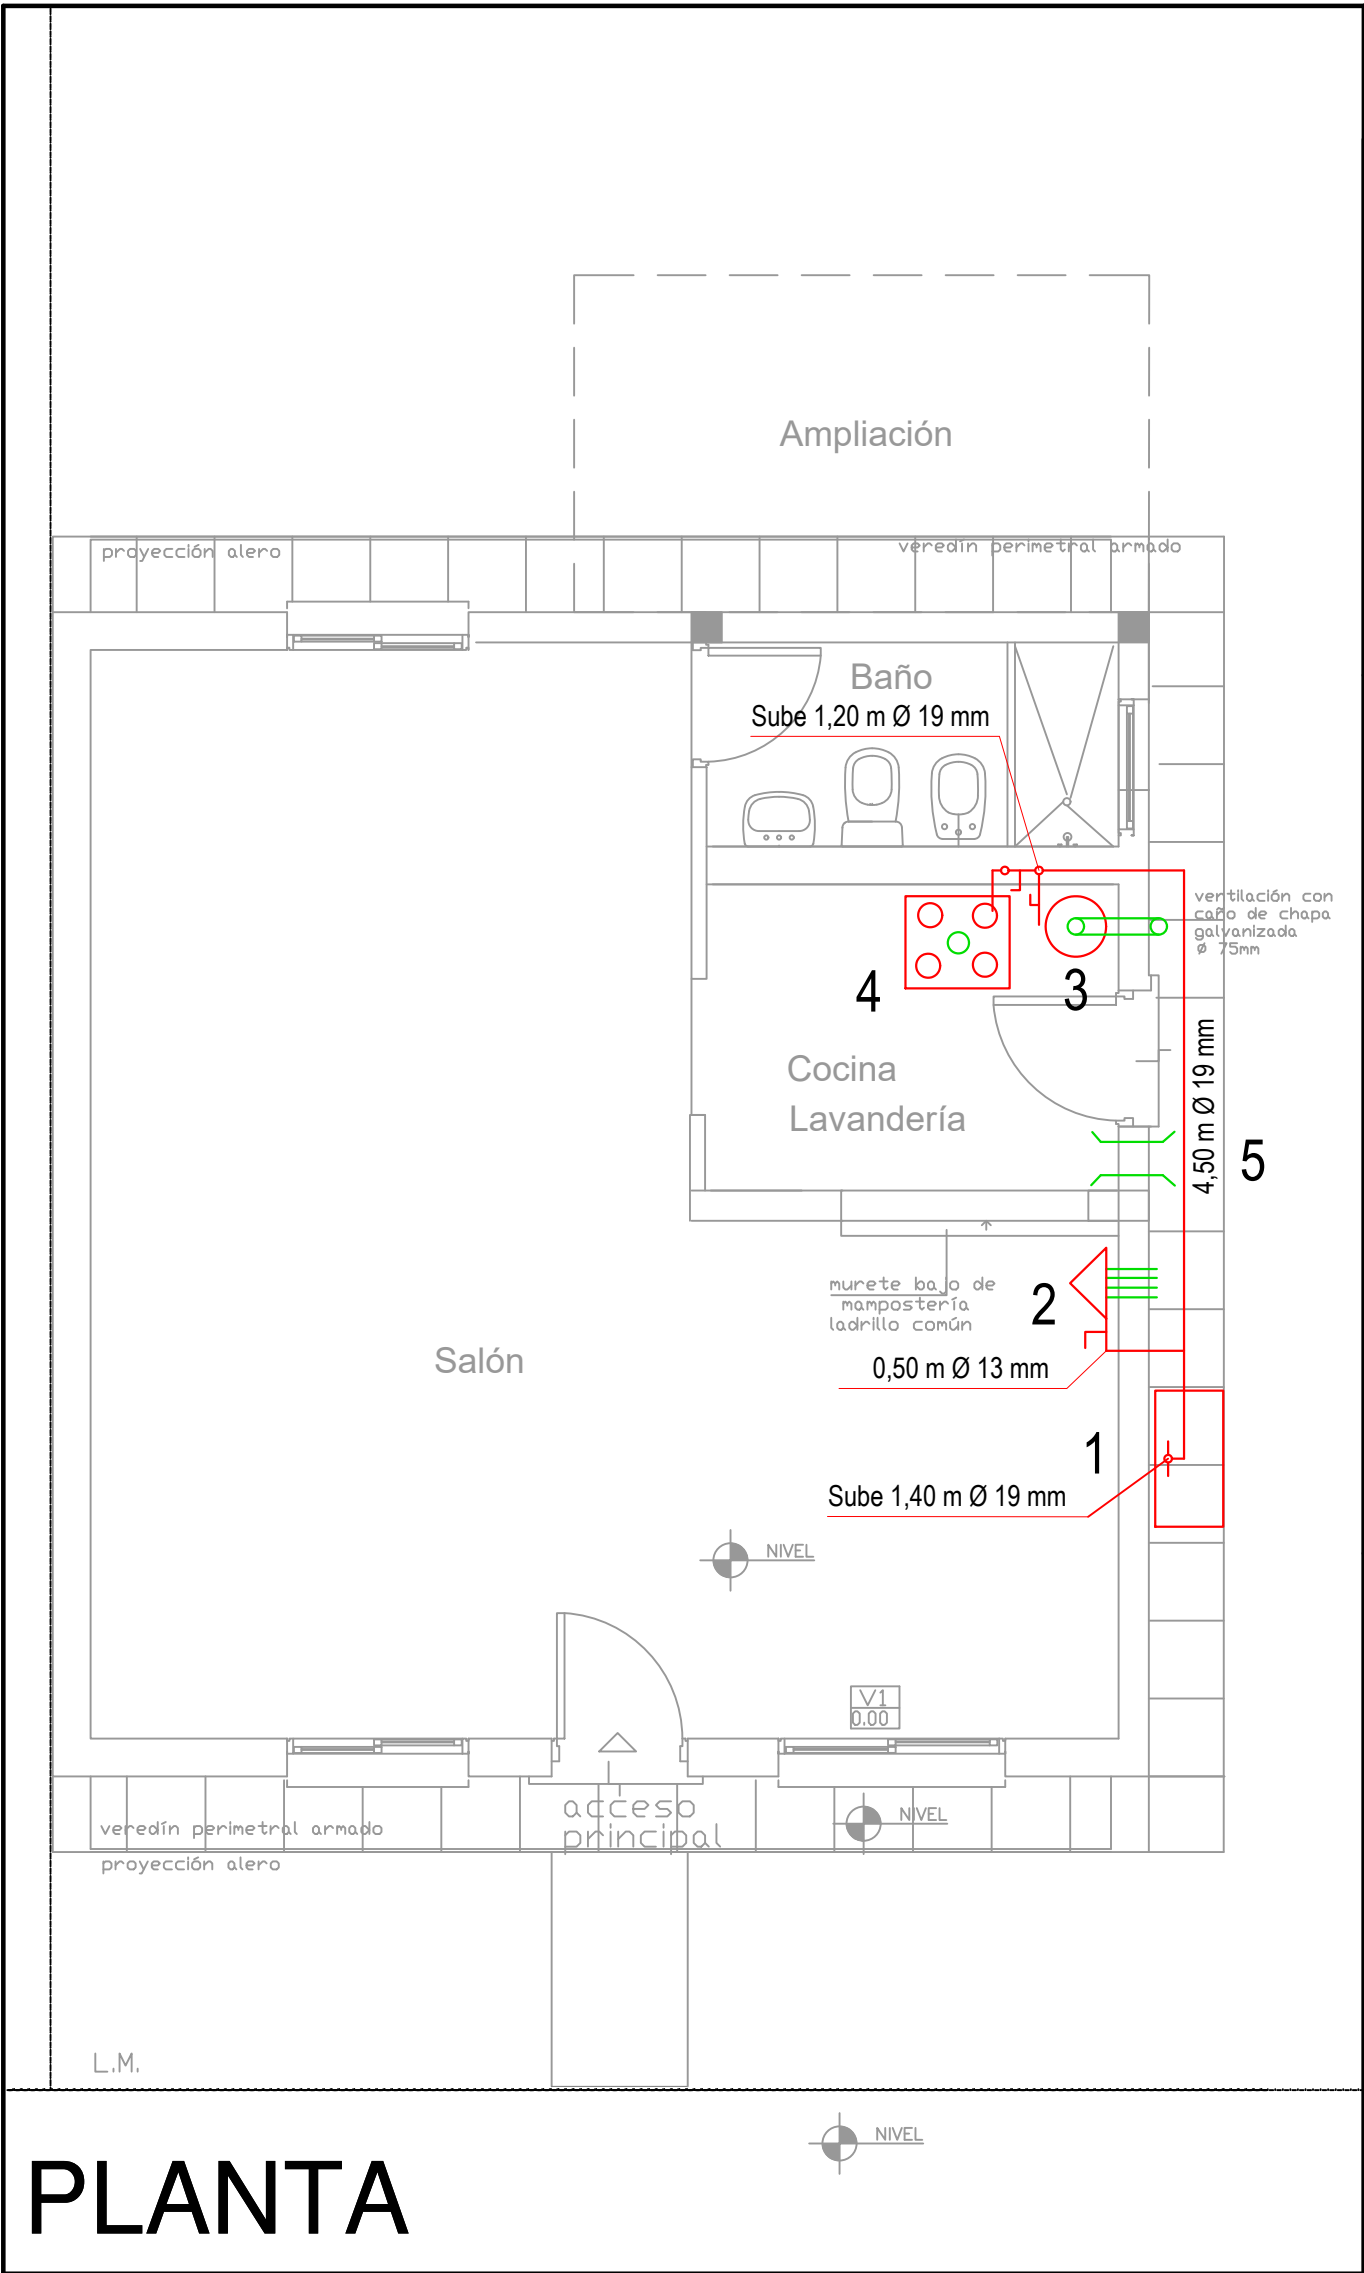 Ampliación
proyección alero
veredín perimetral armado
Baño
Sube 1,20 m Ø 19 mm
ventilación con
caño de chapa
galvanizada
ø 75mm
4
3
Cocina
Lavandería
4,50 m Ø 19 mm
5
murete bajo de
mampostería
ladrillo común
2
Salón
0,50 m Ø 13 mm
1
Sube 1,40 m Ø 19 mm
NIVEL
V1
0.00
acceso
principal
NIVEL
veredín perimetral armado
proyección alero
L.M.
NIVEL
PLANTA